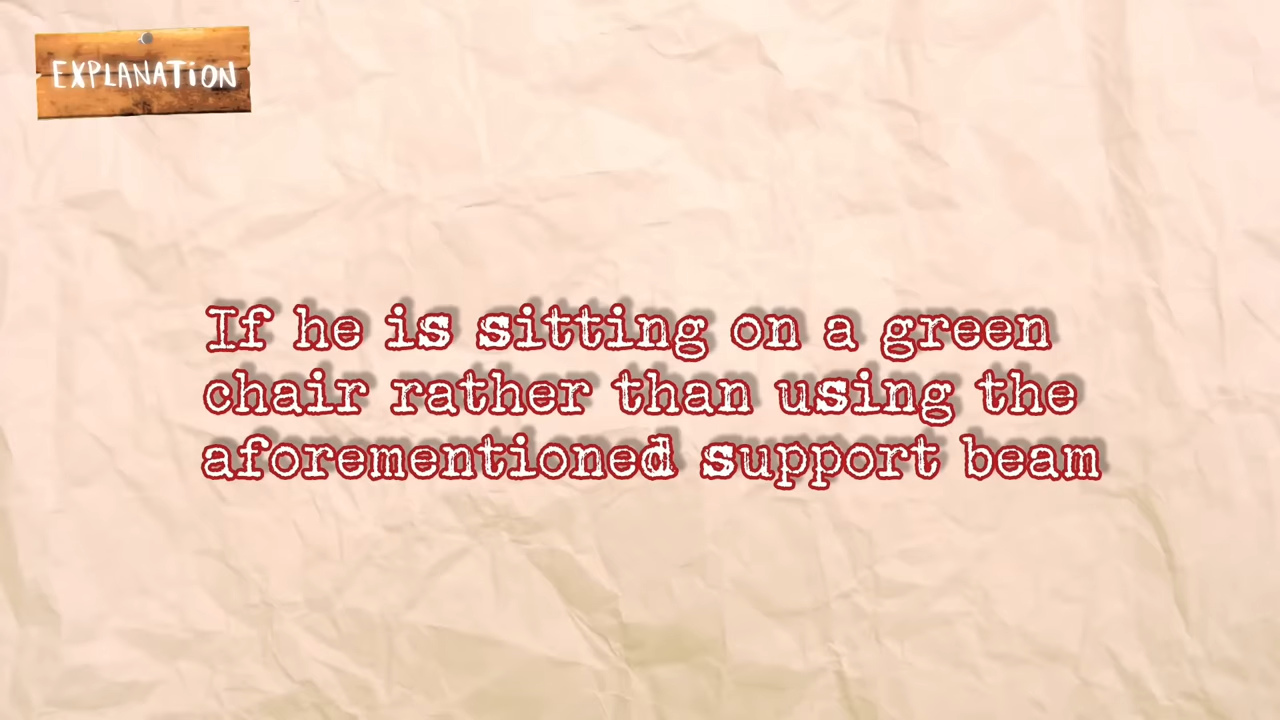 EXPLANATION
If he is sitting on a green
chair rather than using the
aforementioned support beam